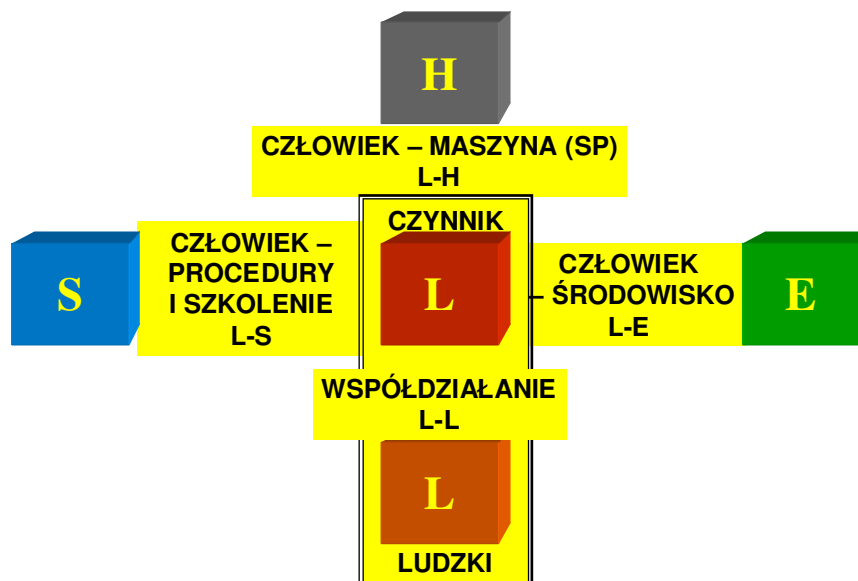 H
CZŁOWIEK – MASZYNA (SP)
L-H
CZYNNIK
S
CZŁOWIEK –
PROCEDURY
I SZKOLENIE
L-S
L
CZŁOWIEK
– ŚRODOWISKO
L-E
E
WSPÓŁDZIAŁANIE
L-L
L
LUDZKI